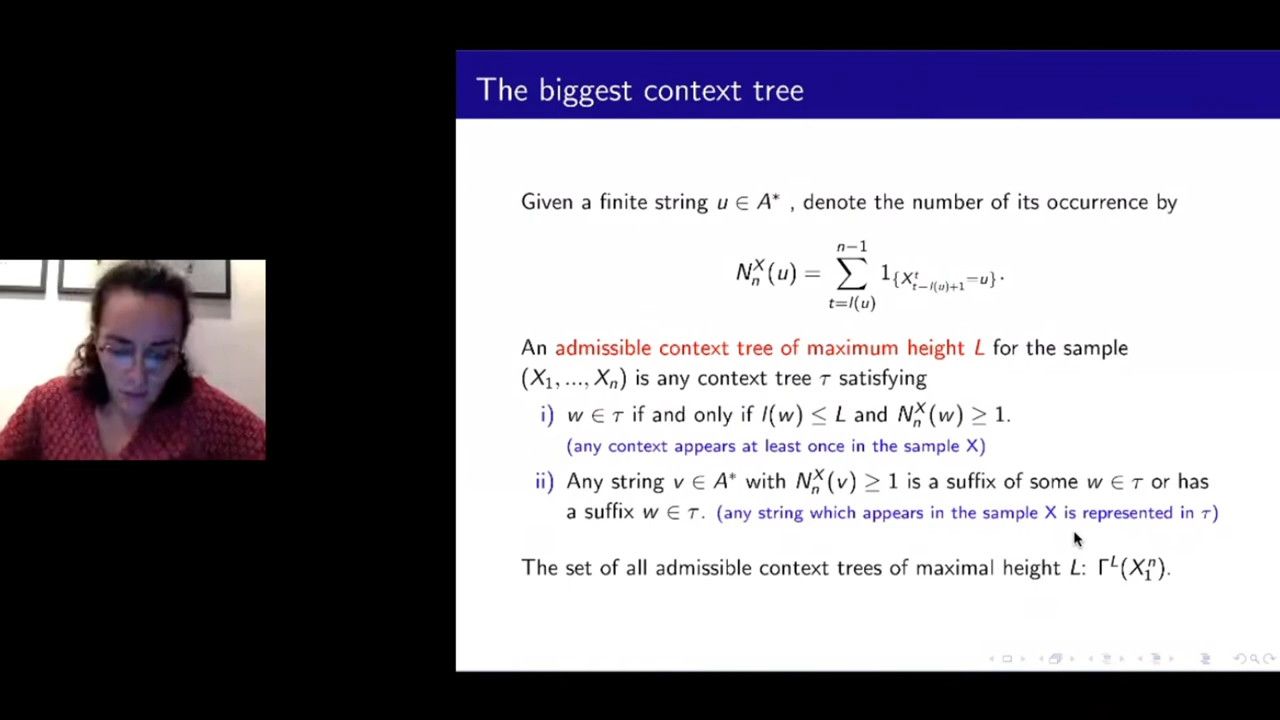 The biggest context tree
Given a finite string u ∈ A* , denote the number of its occurrence by
N_n^X(u) = ∑_{t=l(u)}^{n−1} 1_{{X_{t−l(u)+1}^t=u}}.
An admissible context tree of maximum height L for the sample
(X₁, ..., Xₙ) is any context tree τ satisfying
i) w ∈ τ if and only if l(w) ≤ L and N_n^X(w) ≥ 1.
(any context appears at least once in the sample X)
ii) Any string v ∈ A* with N_n^X(v) ≥ 1 is a suffix of some w ∈ τ or has
a suffix w ∈ τ. (any string which appears in the sample X is represented in τ)
The set of all admissible context trees of maximal height L: Γ^L(X_1^n).